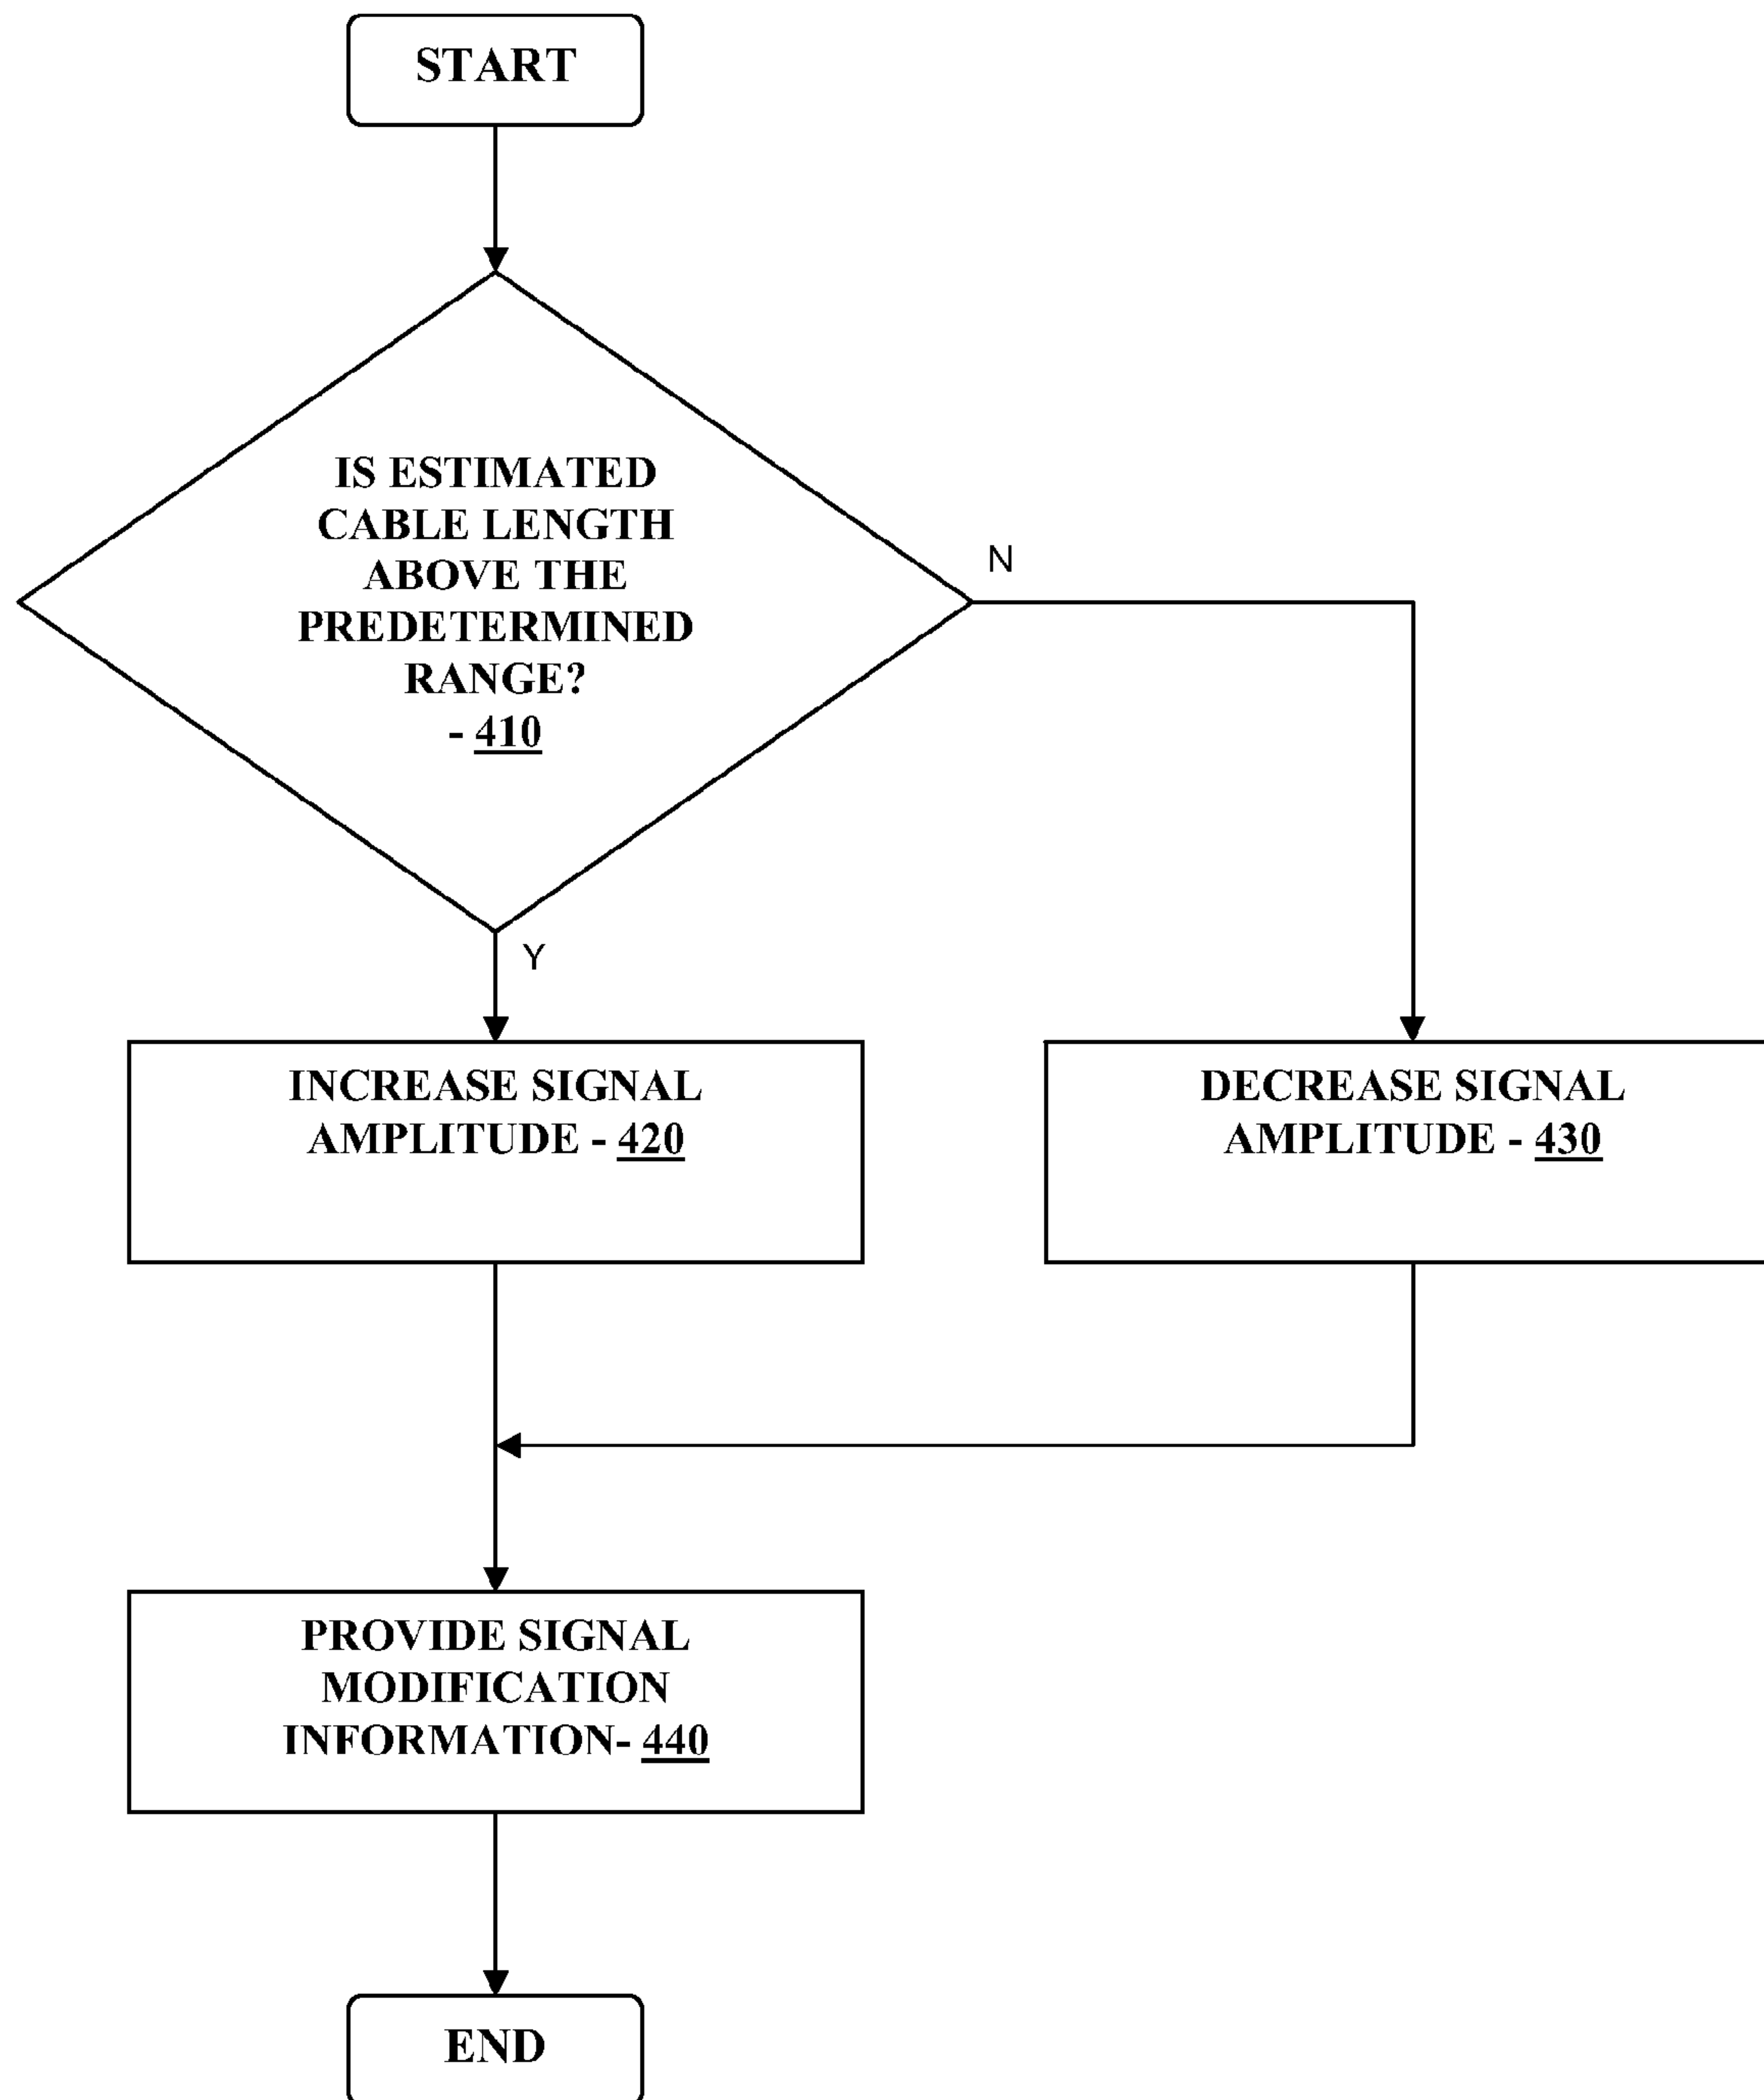 START
IS ESTIMATED
CABLE LENGTH
ABOVE THE
PREDETERMINED
RANGE?
- 410
N
Y
INCREASE SIGNAL
AMPLITUDE - 420
DECREASE SIGNAL
AMPLITUDE - 430
PROVIDE SIGNAL
MODIFICATION
INFORMATION- 440
END